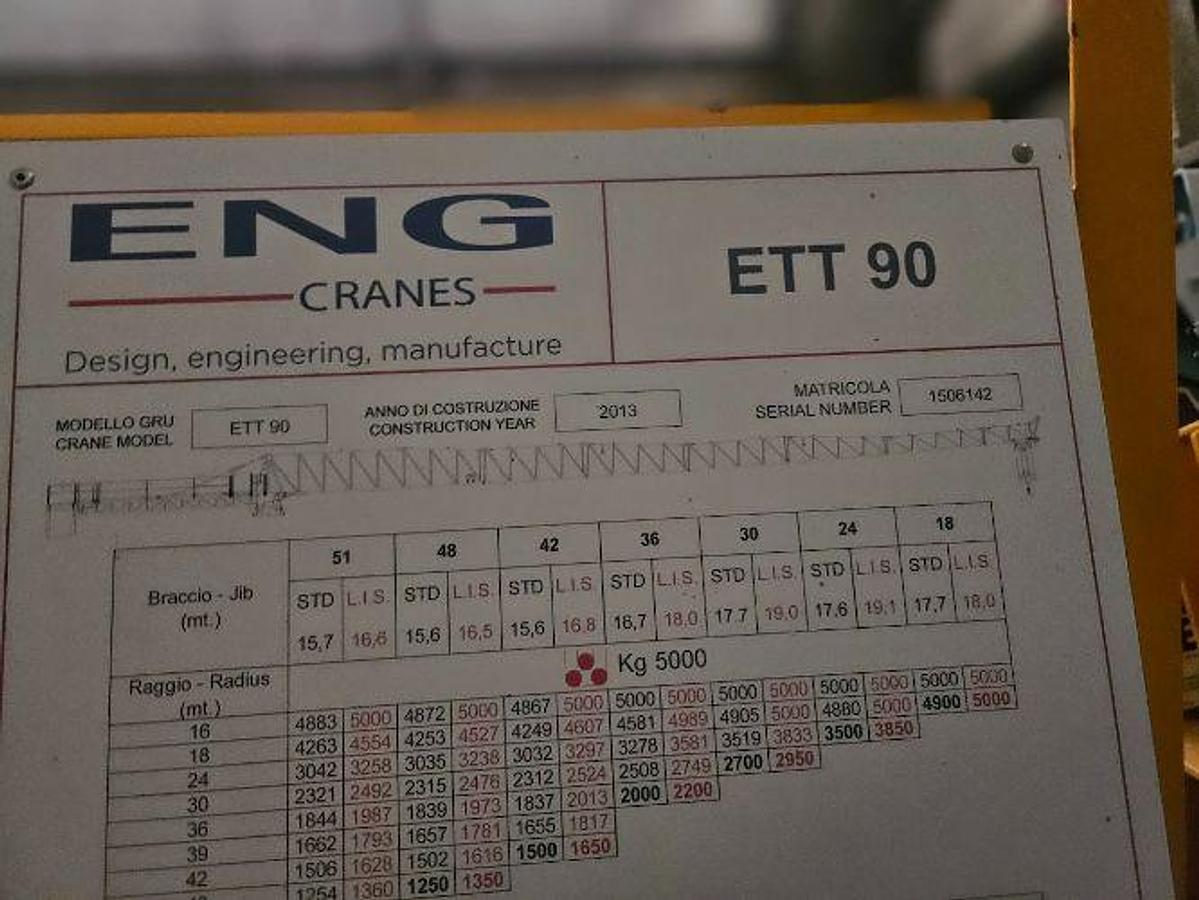 ENG
CRANES
Design, engineering, manufacture
ETT 90
MODELLO GRU
CRANE MODEL
ETT 90
ANNO DI COSTRUZIONE
CONSTRUCTION YEAR
2013
MATRICOLA
SERIAL NUMBER
1506142
Braccio - Jib
(mt.)
51 48 42 36 30 24 18
STD L.I.S. STD L.I.S. STD L.I.S. STD L.I.S. STD L.I.S. STD L.I.S. STD L.I.S.
15,7 16,6 15,6 16,5 15,6 16,8 16,7 18,0 17,7 19,0 17,6 19,1 17,7 18,0
Raggio - Radius
(mt.)
Kg 5000
16 4883 5000 4872 5000 4867 5000 5000 5000 5000 5000 5000 5000 5000 5000
18 4263 4554 4253 4527 4249 4607 4581 4989 4905 5000 4880 5000 4900 5000
24 3042 3258 3035 3238 3032 3297 3278 3581 3519 3833 3500 3850
30 2321 2492 2315 2476 2312 2524 2508 2749 2700 2950
36 1844 1987 1839 1973 1837 2013 2000 2200
39 1662 1793 1657 1781 1655 1817
42 1506 1628 1502 1616 1500 1650
1254 1360 1250 1350